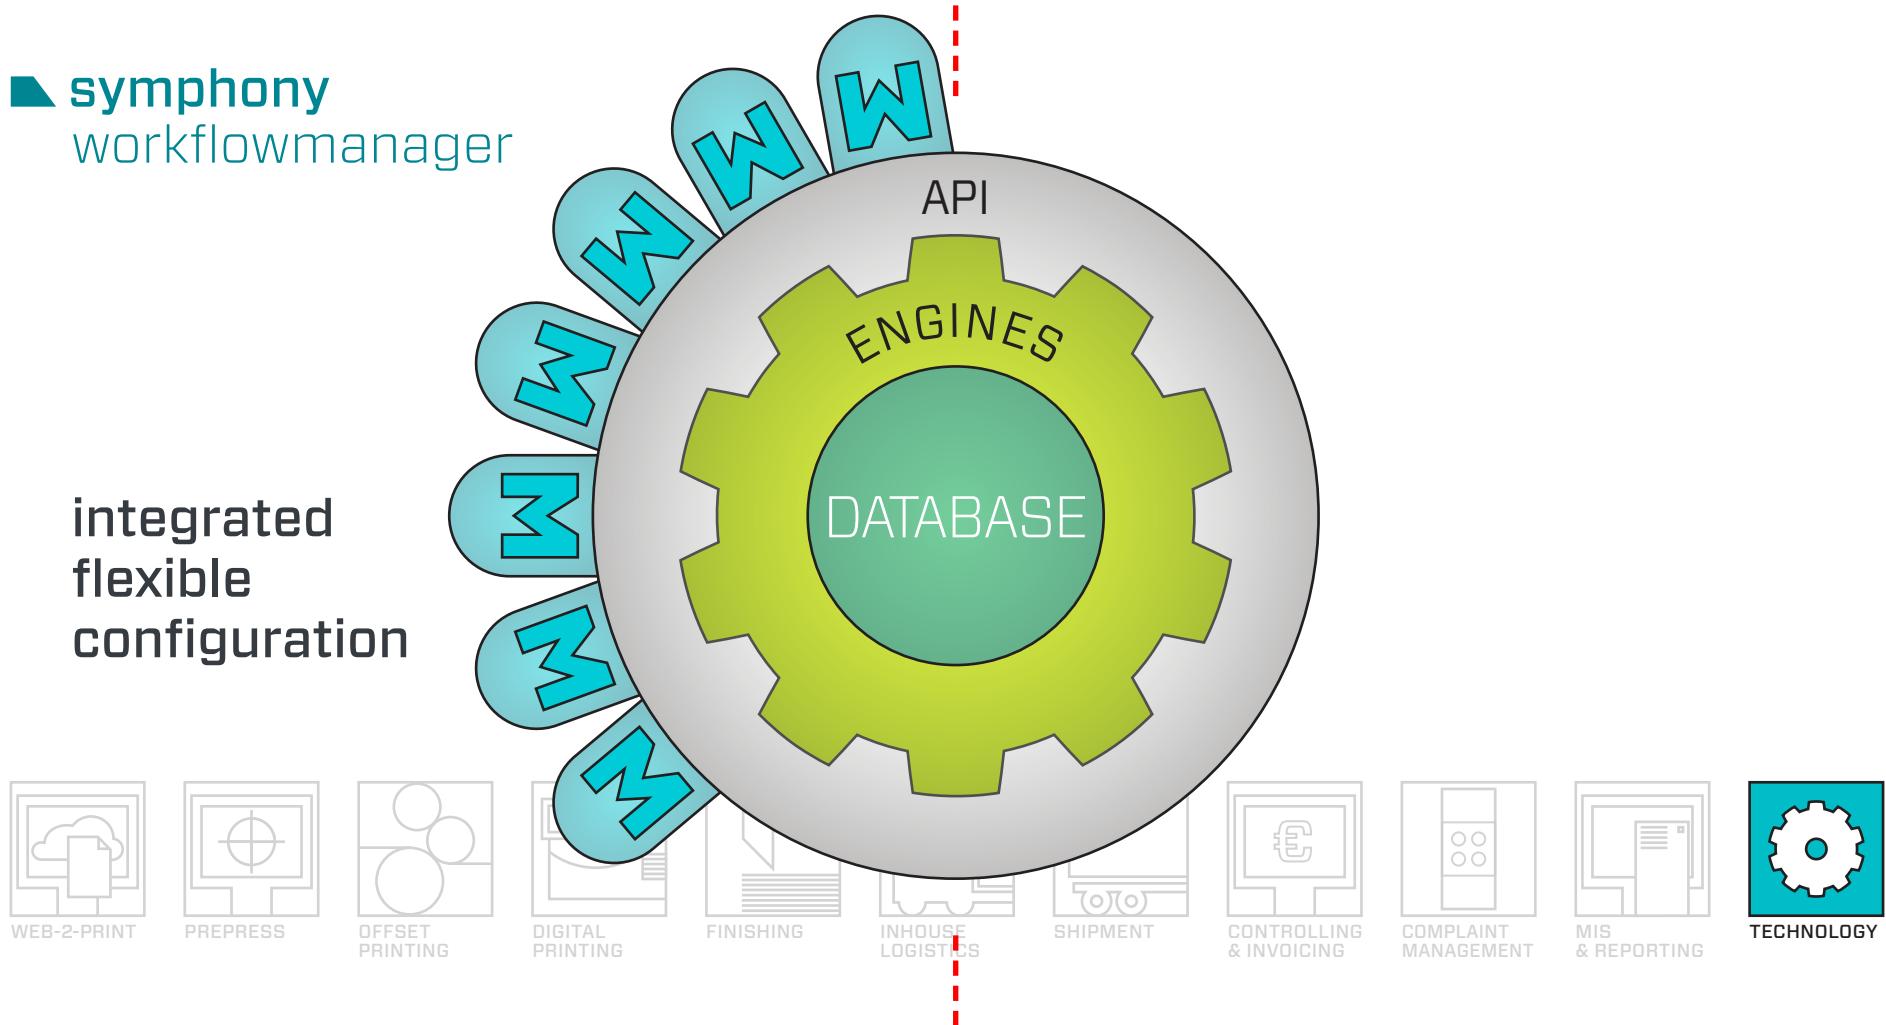 symphony
workflowmanager
M
M
M
M
M
M
M
API
ENGINES
DATABASE
integrated
flexible
configuration
€
WEB-2-PRINT
PREPRESS
OFFSET
PRINTING
DIGITAL
PRINTING
FINISHING
INHOUSE
LOGISTICS
SHIPMENT
CONTROLLING
& INVOICING
COMPLAINT
MANAGEMENT
MIS
& REPORTING
TECHNOLOGY